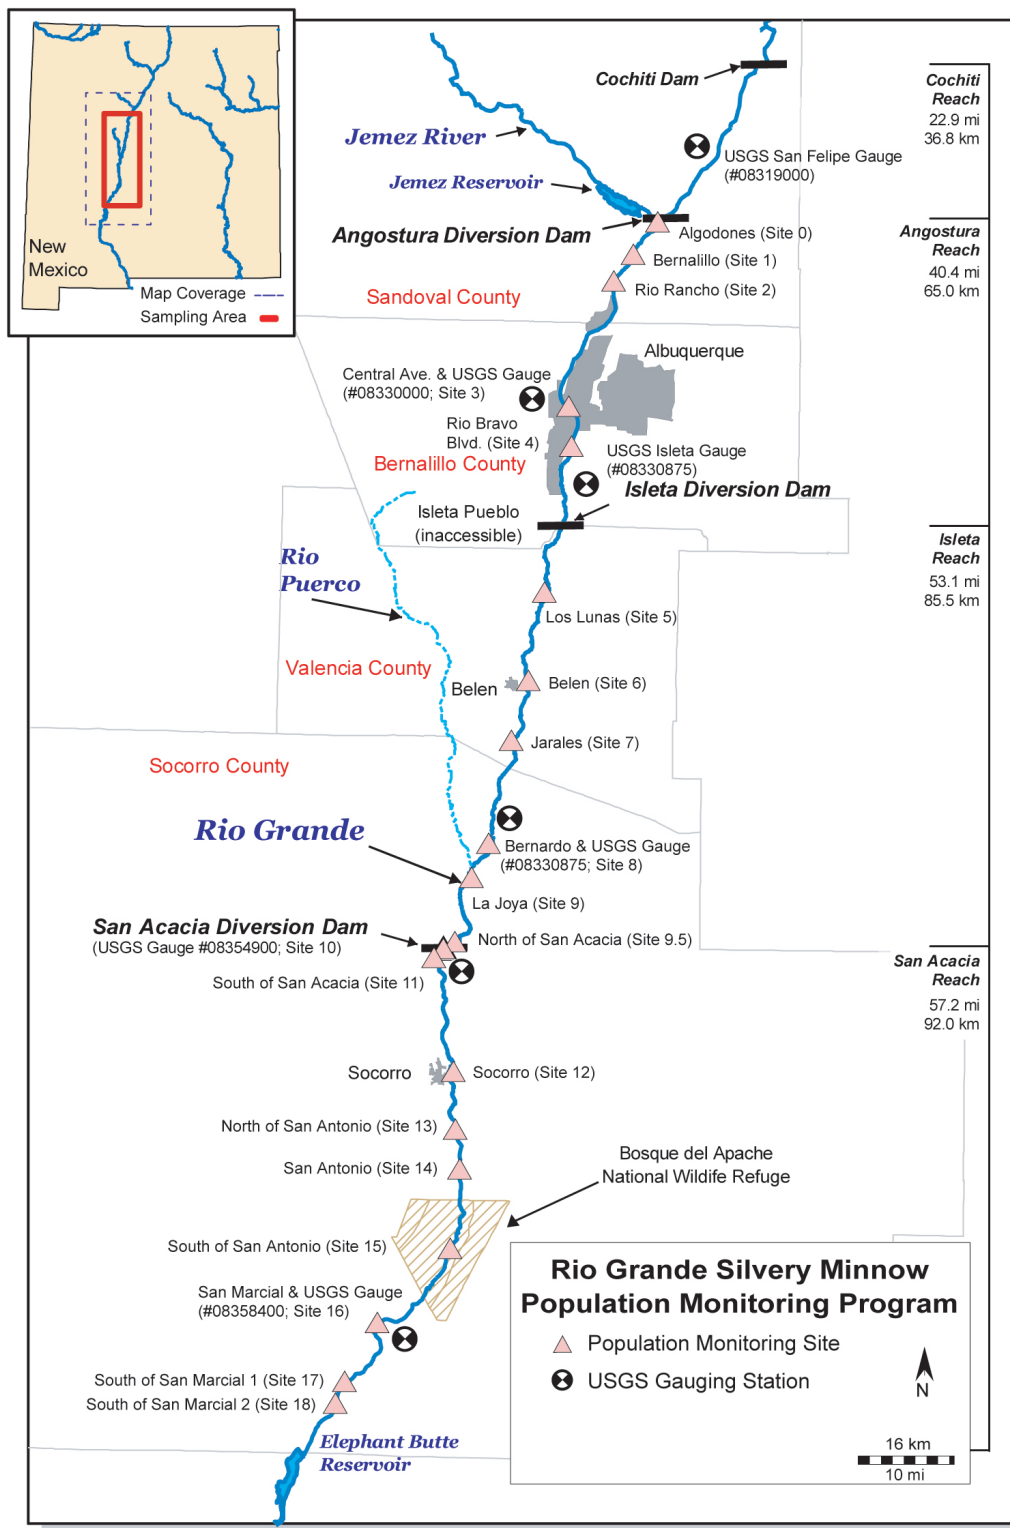 New
Mexico
Map Coverage
Sampling Area
Cochiti Dam
Jemez River
Jemez Reservoir
USGS San Felipe Gauge
(#08319000)
Angostura Diversion Dam
Algodones (Site 0)
Bernalillo (Site 1)
Rio Rancho (Site 2)
Sandoval County
Albuquerque
Central Ave. & USGS Gauge
(#08330000; Site 3)
Rio Bravo
Blvd. (Site 4)
USGS Isleta Gauge
(#08330875)
Bernalillo County
Isleta Diversion Dam
Isleta Pueblo
(inaccessible)
Rio
Puerco
Los Lunas (Site 5)
Valencia County
Belen
Belen (Site 6)
Jarales (Site 7)
Socorro County
Rio Grande
Bernardo & USGS Gauge
(#08330875; Site 8)
La Joya (Site 9)
San Acacia Diversion Dam
(USGS Gauge #08354900; Site 10)
North of San Acacia (Site 9.5)
South of San Acacia (Site 11)
Socorro
Socorro (Site 12)
North of San Antonio (Site 13)
San Antonio (Site 14)
Bosque del Apache
National Wildife Refuge
South of San Antonio (Site 15)
San Marcial & USGS Gauge
(#08358400; Site 16)
South of San Marcial 1 (Site 17)
South of San Marcial 2 (Site 18)
Elephant Butte
Reservoir
Cochiti
Reach
22.9 mi
36.8 km
Angostura
Reach
40.4 mi
65.0 km
Isleta
Reach
53.1 mi
85.5 km
San Acacia
Reach
57.2 mi
92.0 km
Rio Grande Silvery Minnow
Population Monitoring Program
Population Monitoring Site
USGS Gauging Station
N
16 km
10 mi